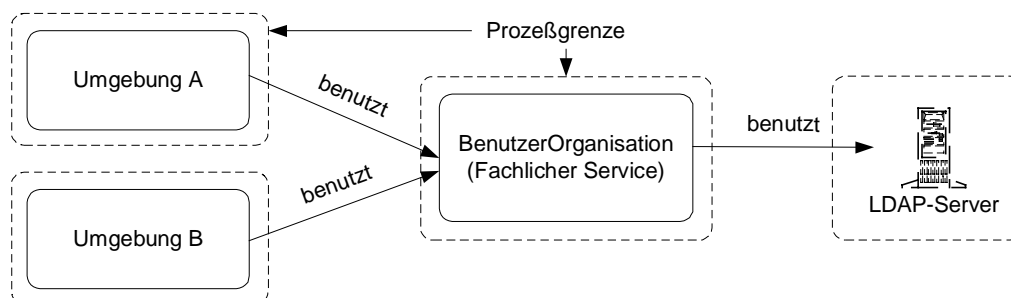 Prozeßgrenze
Umgebung A
benutzt
BenutzerOrganisation
(Fachlicher Service)
benutzt
LDAP-Server
benutzt
Umgebung B